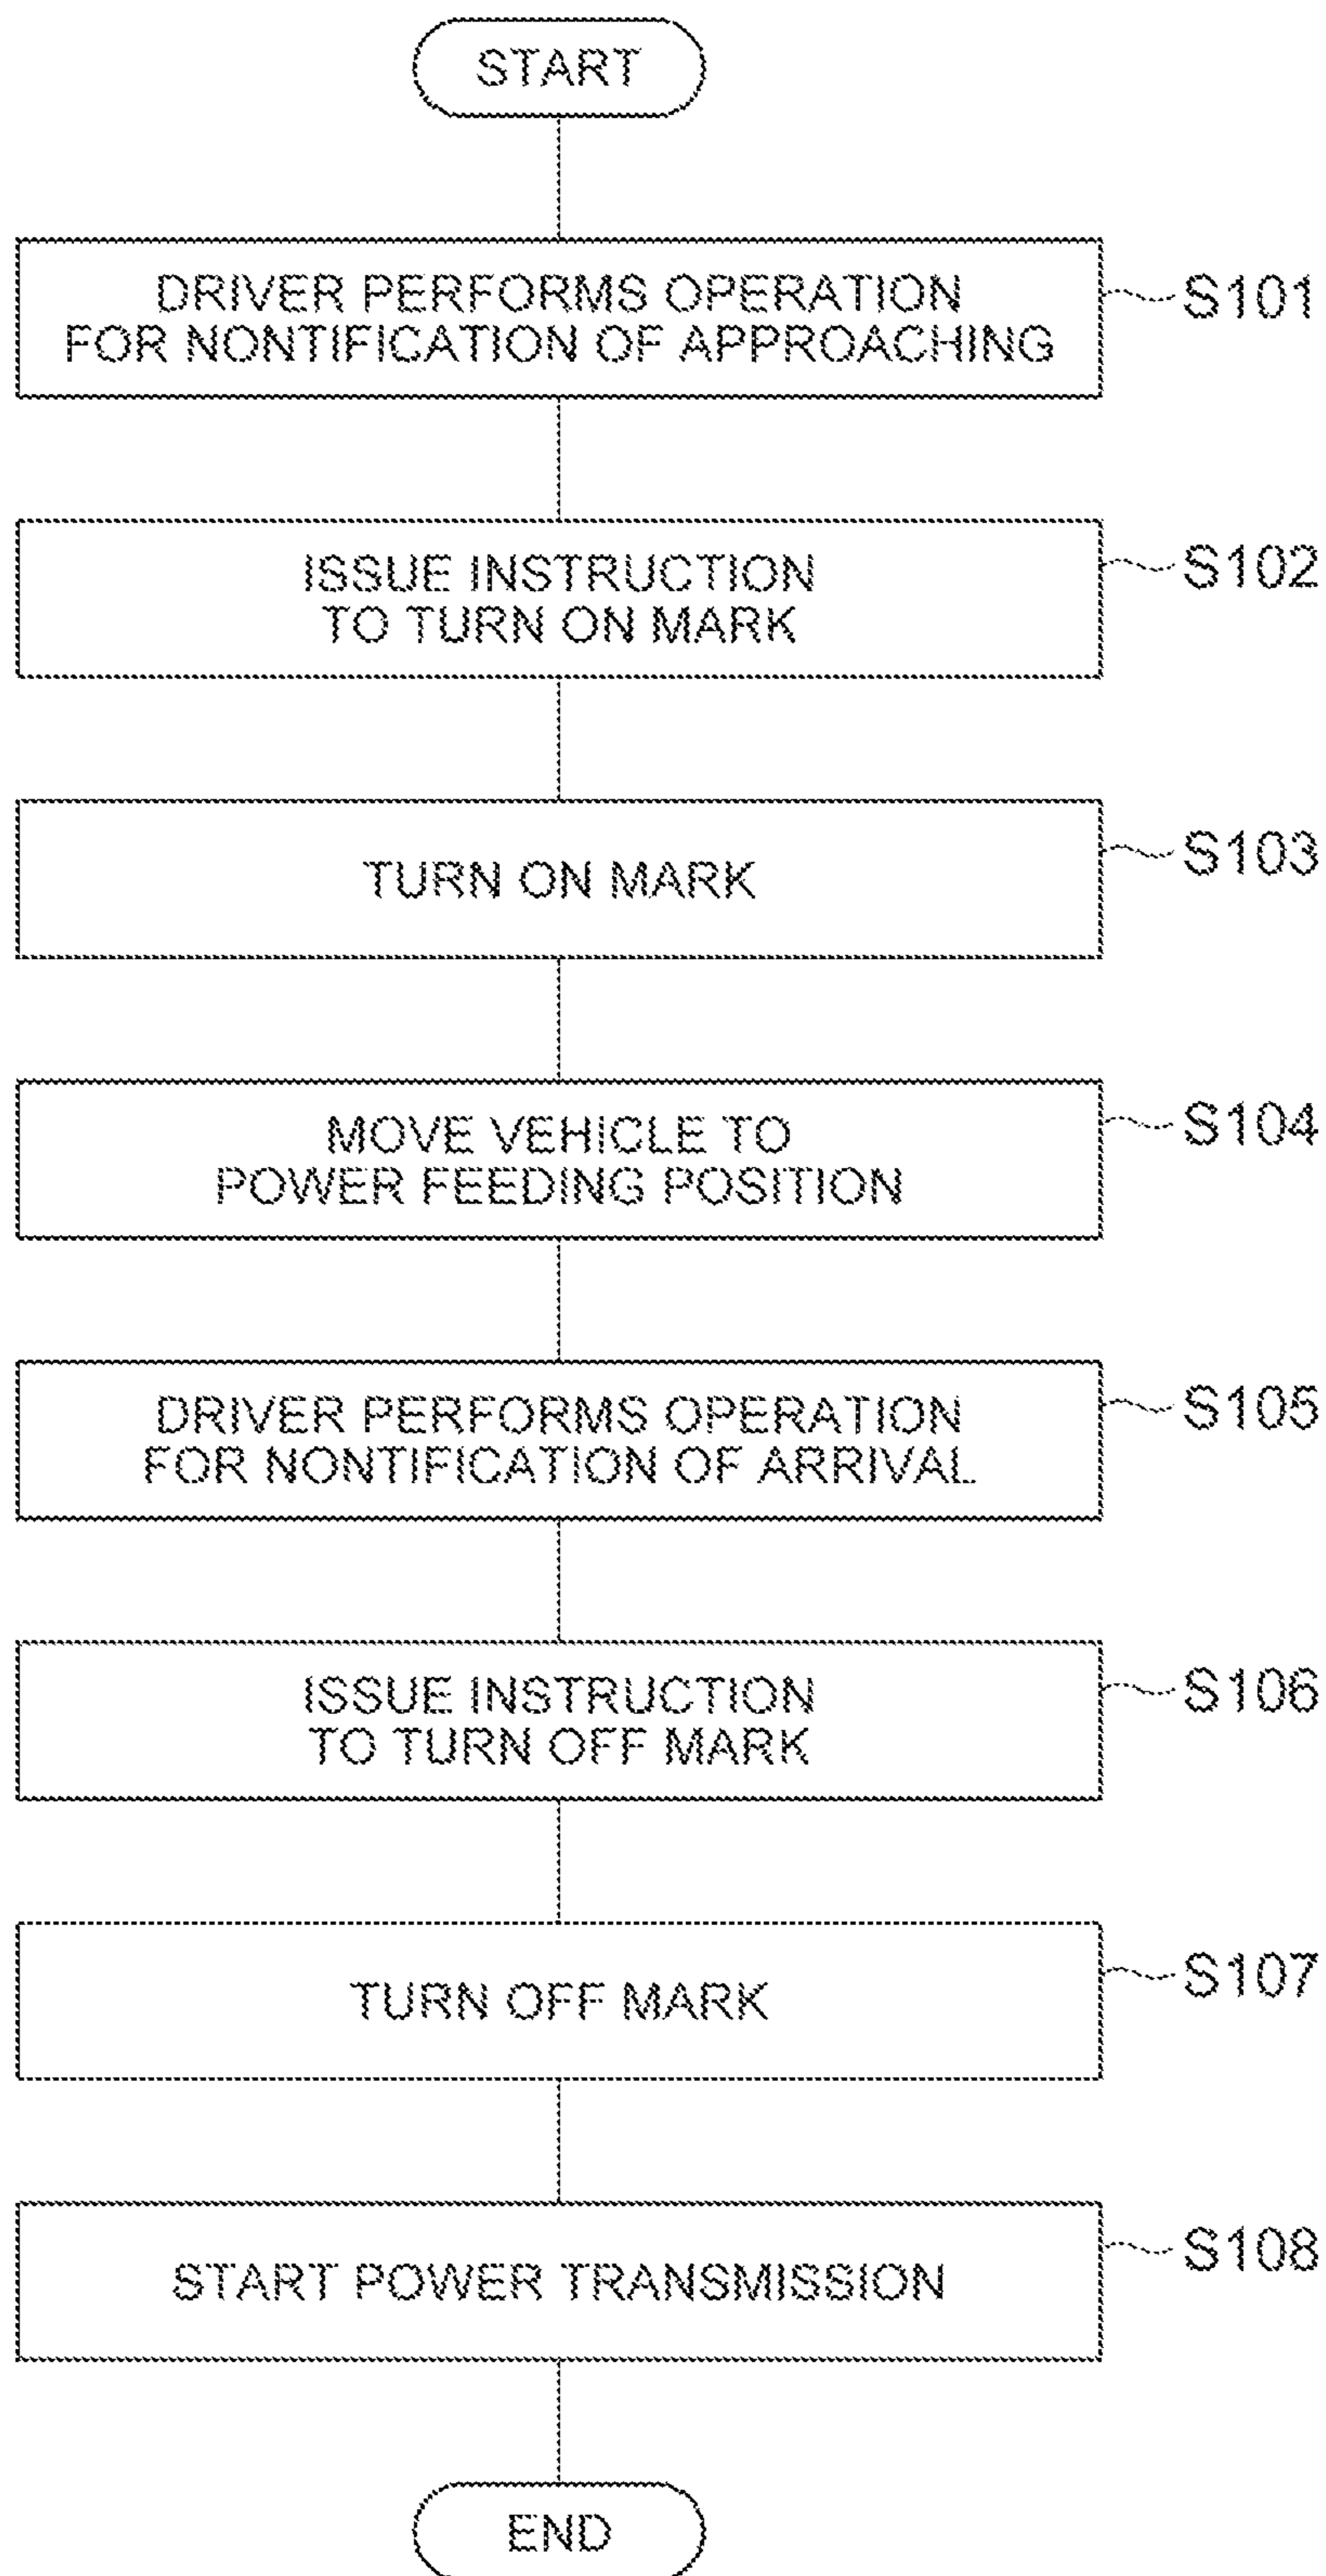 START
DRIVER PERFORMS OPERATION
FOR NONTIFICATION OF APPROACHING
S101
ISSUE INSTRUCTION
TO TURN ON MARK
S102
TURN ON MARK
S103
MOVE VEHICLE TO
POWER FEEDING POSITION
S104
DRIVER PERFORMS OPERATION
FOR NONTIFICATION OF ARRIVAL
S105
ISSUE INSTRUCTION
TO TURN OFF MARK
S106
TURN OFF MARK
S107
START POWER TRANSMISSION
S108
END